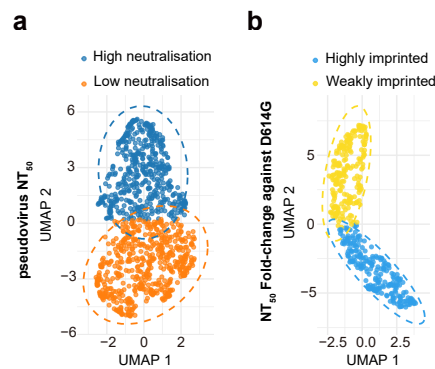 a
High neutralisation
Low neutralisation
pseudovirus NT50
UMAP 2
6
3
0
−3
−6
−2
0
2
UMAP 1
b
Highly imprinted
Weakly imprinted
NT50 Fold-change against D614G
UMAP 2
5
0
−5
−2.5
0.0
2.5
UMAP 1